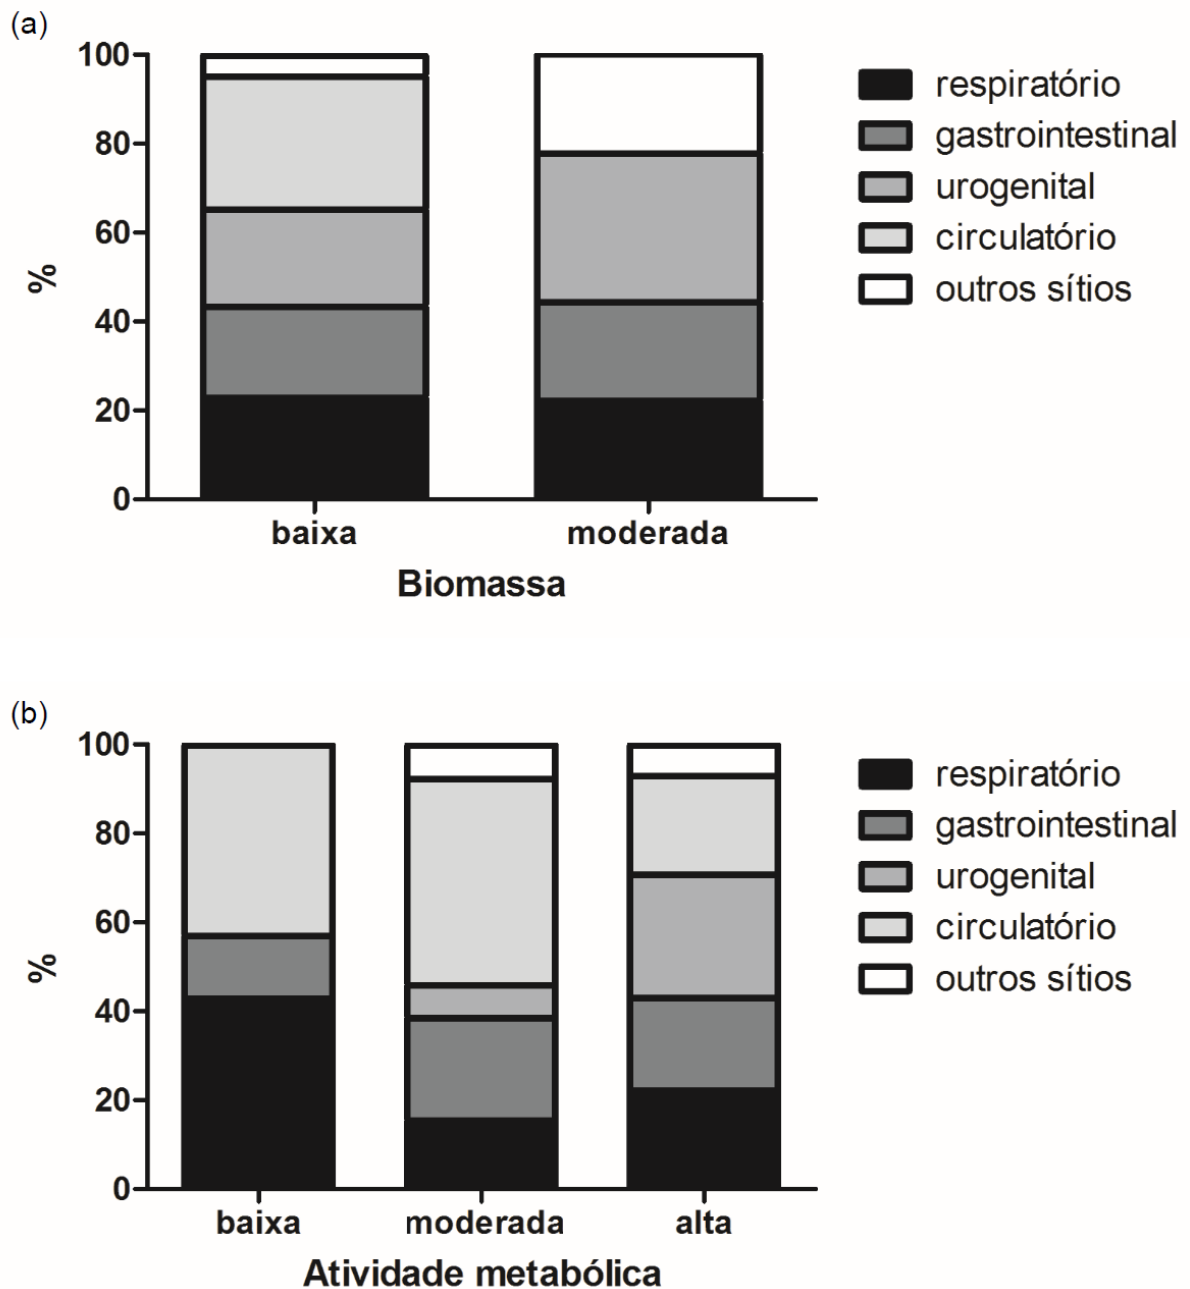 (a)
100
80
60
40
20
0
%
baixa moderada
Biomassa
respiratório
gastrointestinal
urogenital
circulatório
outros sítios
(b)
100
80
60
40
20
0
%
baixa moderada alta
Atividade metabólica
respiratório
gastrointestinal
urogenital
circulatório
outros sítios